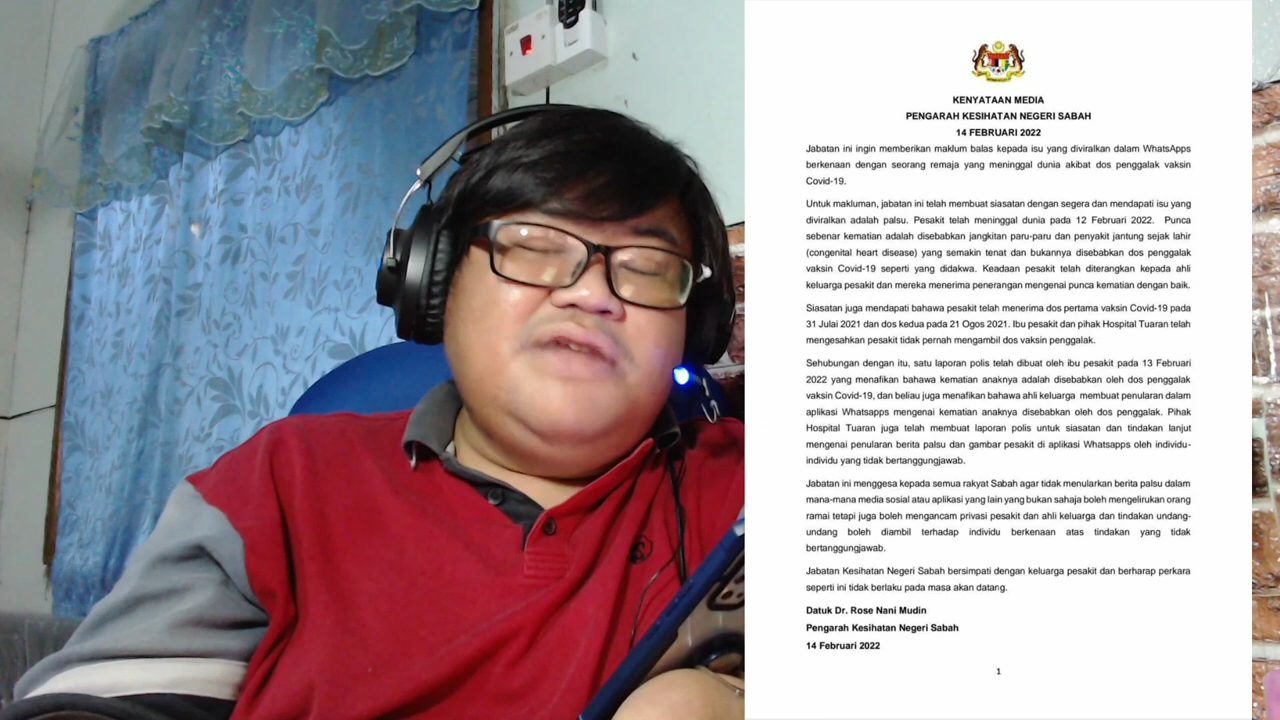 KENYATAAN MEDIA
PENGARAH KESIHATAN NEGERI SABAH
14 FEBRUARI 2022
Jabatan ini ingin memberikan maklum balas kepada isu yang diviralkan dalam WhatsApps
berkenaan dengan seorang remaja yang meninggal dunia akibat dos penggalak vaksin
Covid-19.
Untuk makluman, jabatan ini telah membuat siasatan dengan segera dan mendapati isu yang
diviralkan adalah palsu. Pesakit telah meninggal dunia pada 12 Februari 2022. Punca
sebenar kematian adalah disebabkan jangkitan paru-paru dan penyakit jantung sejak lahir
(congenital heart disease) yang semakin tenat dan bukannya disebabkan dos penggalak
vaksin Covid-19 seperti yang didakwa. Keadaan pesakit telah diterangkan kepada ahli
keluarga pesakit dan mereka menerima penerangan mengenai punca kematian dengan baik.
Siasatan juga mendapati bahawa pesakit telah menerima dos pertama vaksin Covid-19 pada
31 Julai 2021 dan dos kedua pada 21 Ogos 2021. Ibu pesakit dan pihak Hospital Tuaran telah
mengesahkan pesakit tidak pernah mengambil dos vaksin penggalak.
Sehubungan dengan itu, satu laporan polis telah dibuat oleh ibu pesakit pada 13 Februari
2022 yang menafikan bahawa kematian anaknya adalah disebabkan oleh dos penggalak
vaksin Covid-19, dan beliau juga menafikan bahawa ahli keluarga membuat penularan dalam
aplikasi Whatsapps mengenai kematian anaknya disebabkan oleh dos penggalak. Pihak
Hospital Tuaran juga telah membuat laporan polis untuk siasatan dan tindakan lanjut
mengenai penularan berita palsu dan gambar pesakit di aplikasi Whatsapps oleh individu-
individu yang tidak bertanggungjawab.
Jabatan ini menggesa kepada semua rakyat Sabah agar tidak menularkan berita palsu dalam
mana-mana media sosial atau aplikasi yang lain yang bukan sahaja boleh mengelirukan orang
ramai tetapi juga boleh mengancam privasi pesakit dan ahli keluarga dan tindakan undang-
undang boleh diambil terhadap individu berkenaan atas tindakan yang tidak
bertanggungjawab.
Jabatan Kesihatan Negeri Sabah bersimpati dengan keluarga pesakit dan berharap perkara
seperti ini tidak berlaku pada masa akan datang.
Datuk Dr. Rose Nani Mudin
Pengarah Kesihatan Negeri Sabah
14 Februari 2022
1